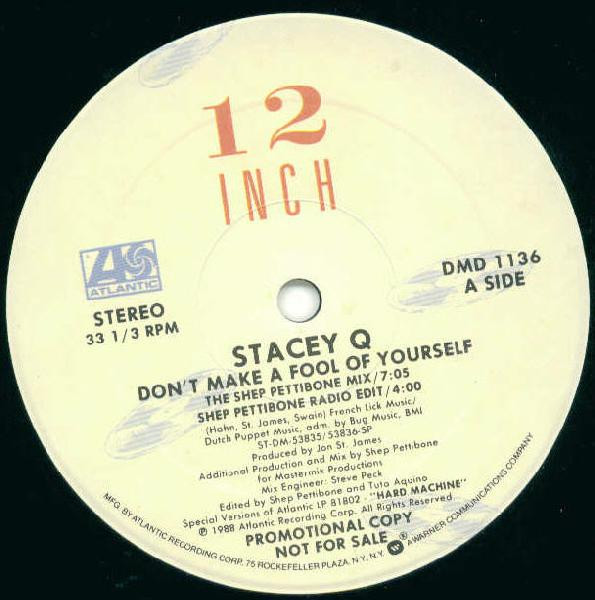 12
INCH
ATLANTIC
STEREO
33 1/3 RPM
DMD 1136
A SIDE
STACEY Q
DON'T MAKE A FOOL OF YOURSELF
THE SHEP PETTIBONE MIX/7:05
SHEP PETTIBONE RADIO EDIT/4:00
(Hahn, St. James, Swain) French lick Music/
Dutch Puppet Music, adm. by Bug Music, BMI
ST-DM-53835/53836-SP
Produced by Jon St. James
Additional Production and Mix by Shep Pettibone
for Mastermix Productions
Mix Engineer: Steve Peck
Edited by Shep Pettibone and Tuta Aquino
Special Versions of Atlantic LP 81802 - "HARD MACHINE"
℗ 1988 Atlantic Recording Corp. All Rights Reserved.
PROMOTIONAL COPY
NOT FOR SALE
MFG. BY ATLANTIC RECORDING CORP., 75 ROCKEFELLER PLAZA, N.Y., N.Y. ® A WARNER COMMUNICATIONS COMPANY